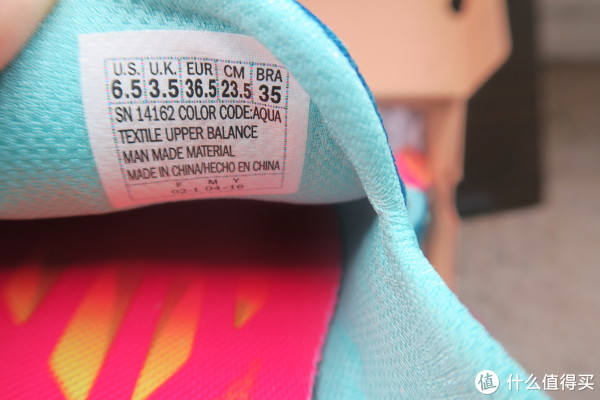 U.S. U.K. EUR CM BRA
6.5 3.5 36.5 23.5 35
SN 14162 COLOR CODE:AQUA
TEXTILE UPPER BALANCE
MAN MADE MATERIAL
MADE IN CHINA/HECHO EN CHINA
F M Y
02-1 04-16
值 什么值得买